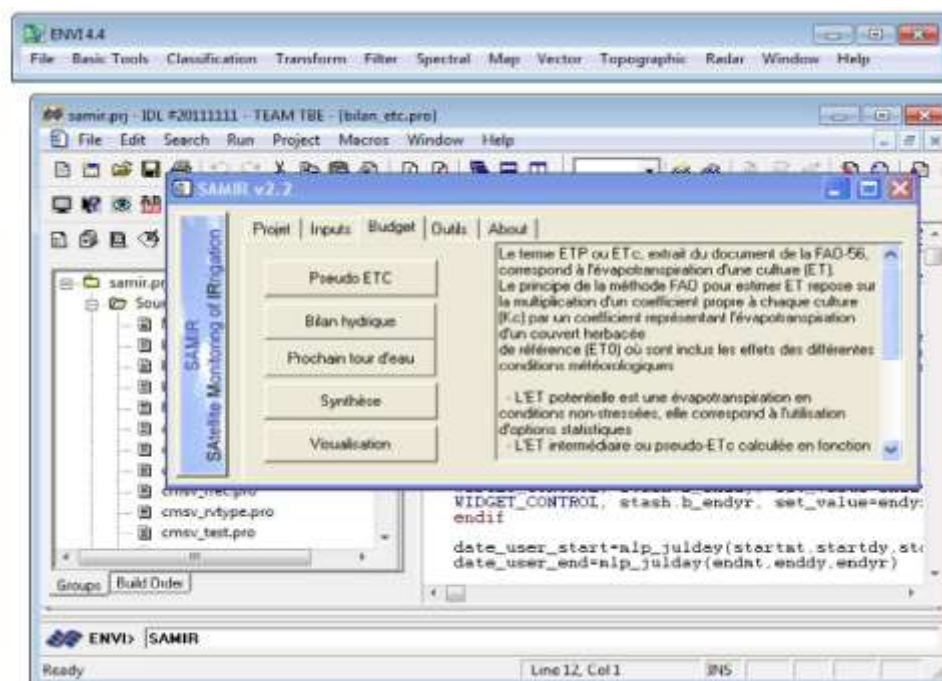 ENVI 4.4
File Basic Tools Classification Transform Filter Spectral Map Vector Topographic Radar Window Help
samir.prj - IDL #20111111 - TEAM TBE - [bilan_etc.pro]
File Edit Search Run Project Macros Window Help
SAMIR v2.2
SAMIR
SAtellite Monitoring of IRrigation
Projet Inputs Budget Outils About
Pseudo ETC
Bilan hydrique
Prochain tour d'eau
Synthèse
Visualisation
Le terme ETP ou ETc, extrait du document de la FAO-56,
correspond à l'évapotranspiration d'une culture (ET).
Le principe de la méthode FAO pour estimer ET repose sur
la multiplication d'un coefficient propre à chaque culture
(Kc) par un coefficient représentant l'évapotranspiration
d'un couvert herbacée
de référence (ET0) où sont inclus les effets des différentes
conditions météorologiques
- L'ET potentielle est une évapotranspiration en
conditions non-stressées, elle correspond à l'utilisation
d'options statistiques
- L'ET intermédiaire ou pseudo-ETc calculée en fonction
samir.prj
Sour
cmsv_rvtype.pro
cmsv_test.pro
Groups Build Order
WIDGET_CONTROL, stash.b_endyr, set_value=endy
endif
date_user_start=nlp_julday(startmt,startdy,sta
date_user_end=nlp_julday(endmt,enddy,endyr)
ENVI> SAMIR
Ready Line 12, Col 1 INS